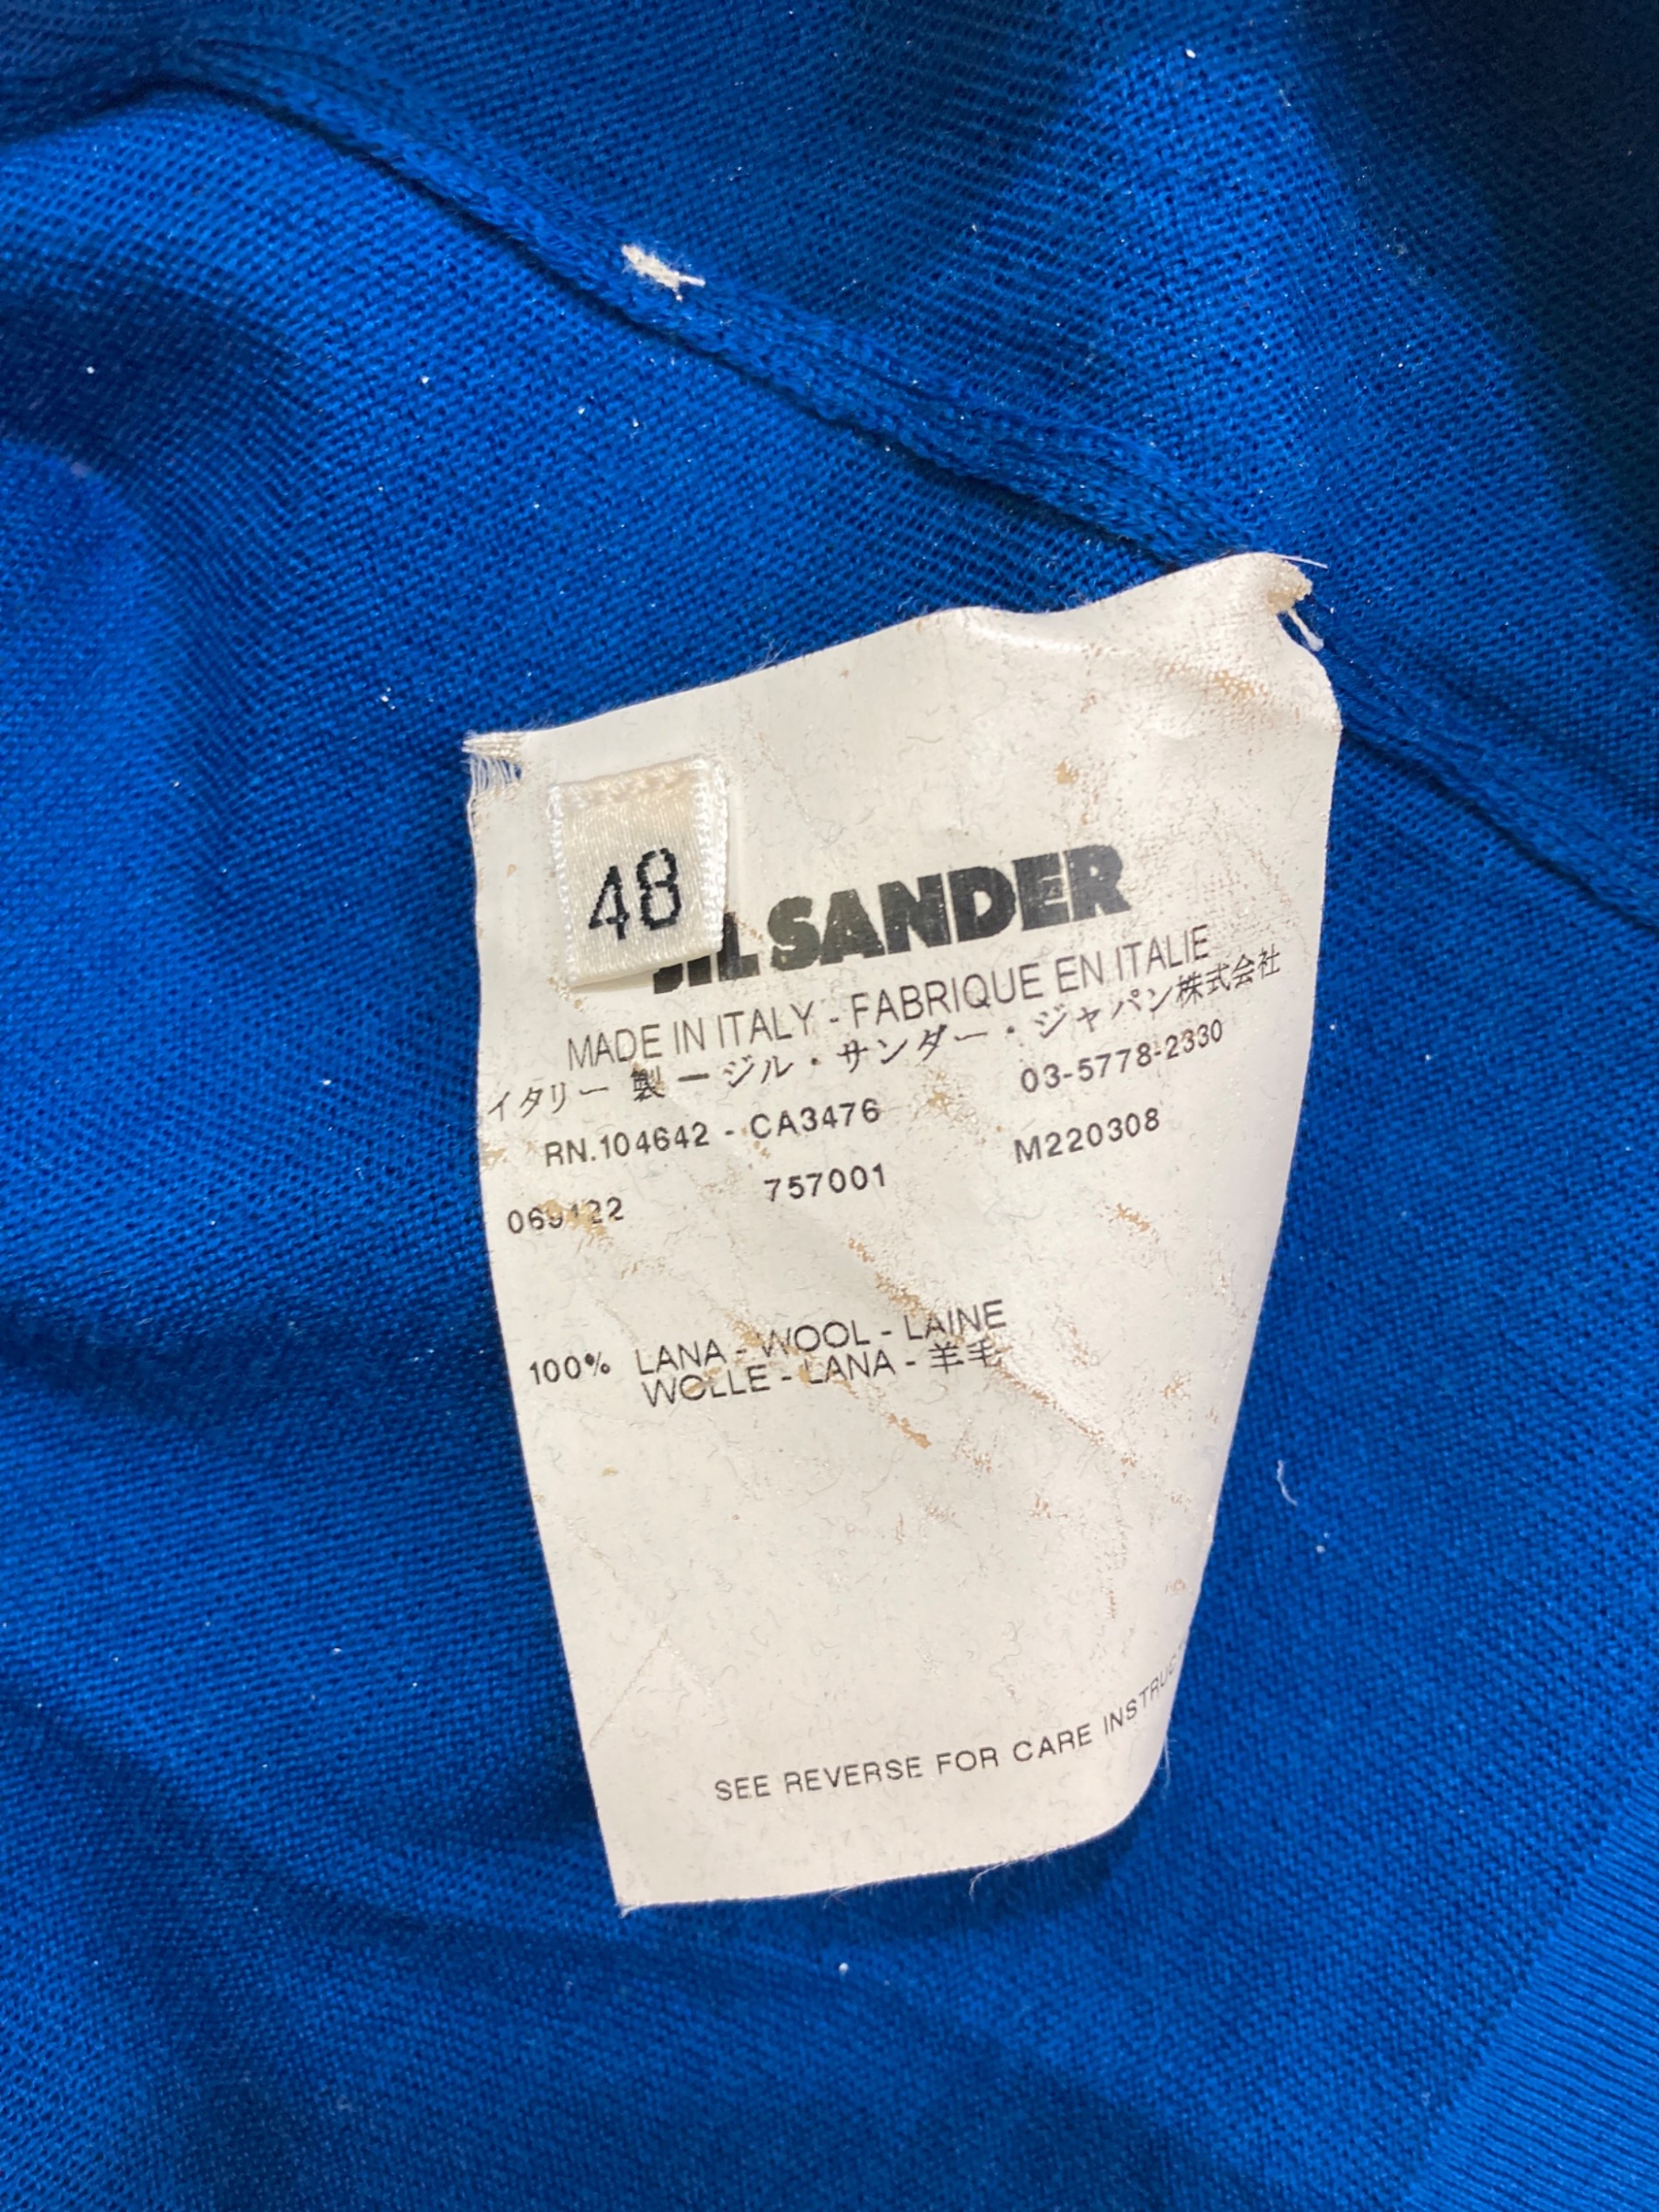 48
JIL SANDER
MADE IN ITALY - FABRIQUE EN ITALIE
イタリー 製 ージル・サンダー・ジャパン株式会社
RN.104642 - CA3476 03-5778-2330
757001 M220308
100% LANA - WOOL - LAINE
WOLLE - LANA - 羊毛
SEE REVERSE FOR CARE